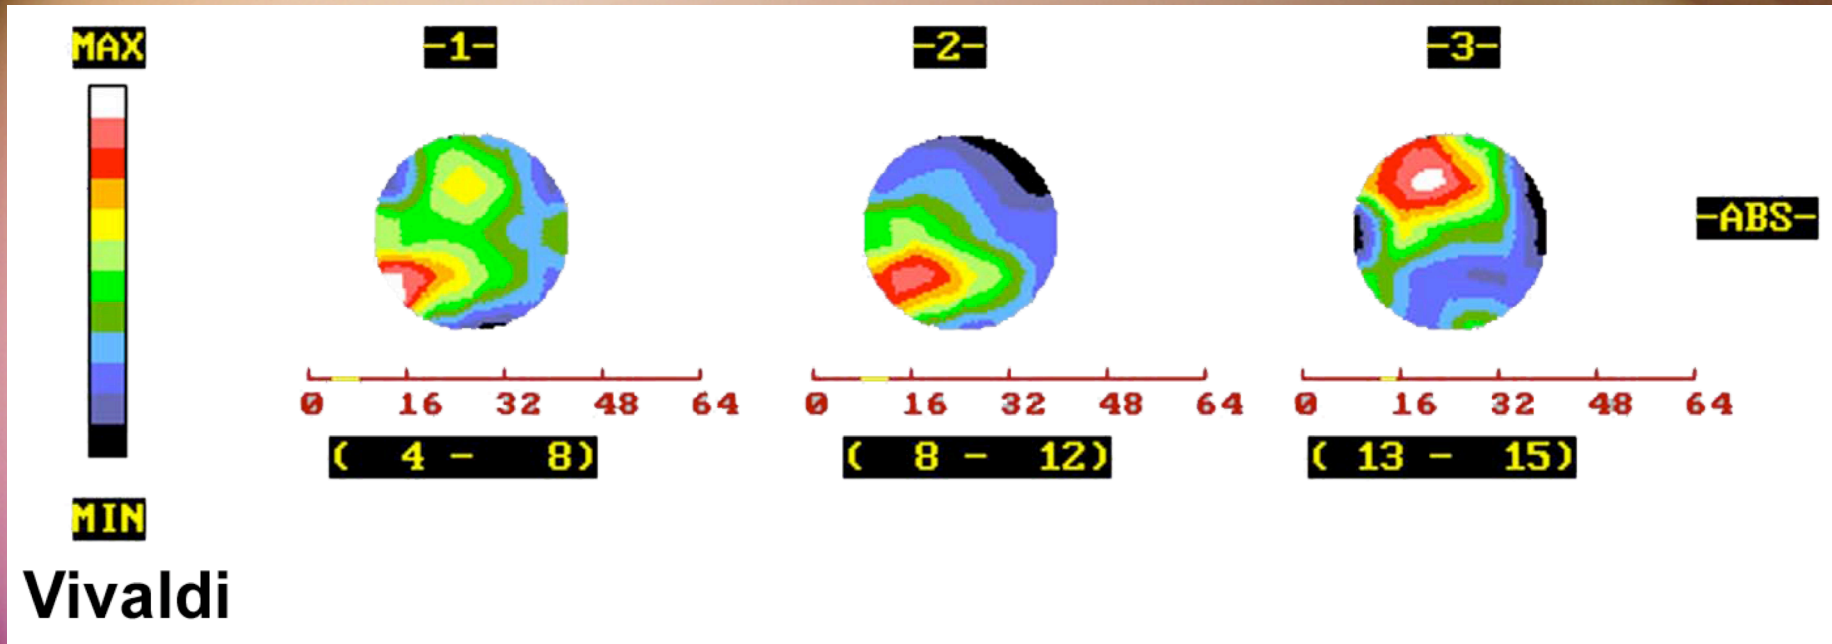 MAX
-1-
-2-
-3-
-ABS-
0 16 32 48 64
0 16 32 48 64
0 16 32 48 64
( 4 - 8)
( 8 - 12)
( 13 - 15)
MIN
Vivaldi